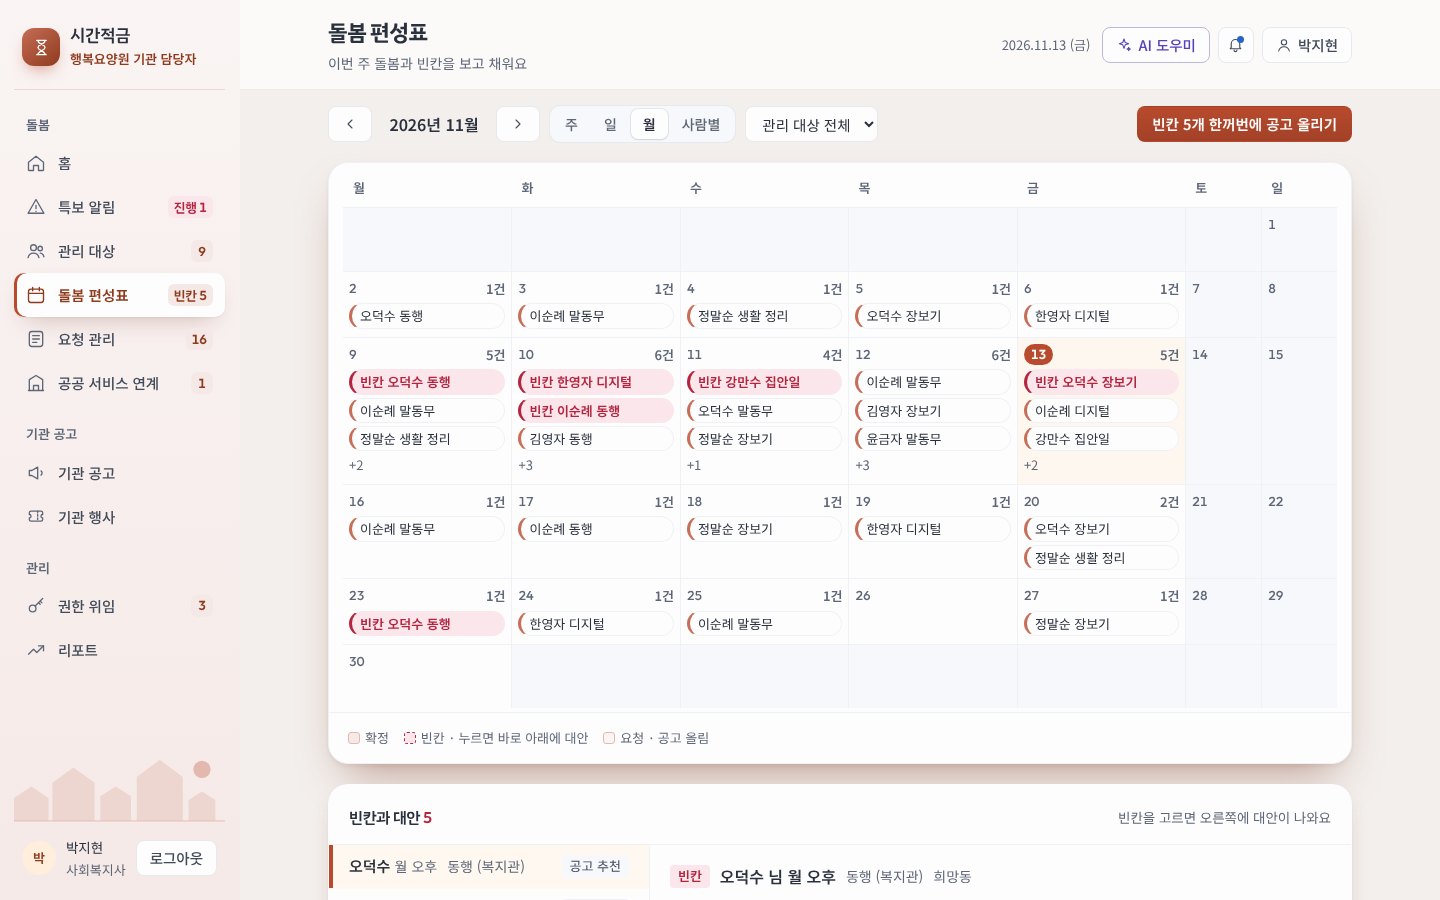 시간적금
행복요양원 기관 담당자
돌봄
홈
특보 알림 진행 1
관리 대상 9
돌봄 편성표 빈칸 5
요청 관리 16
공공 서비스 연계 1
기관 공고
기관 공고
기관 행사
관리
권한 위임 3
리포트
박
박지현
사회복지사
로그아웃
돌봄 편성표
이번 주 돌봄과 빈칸을 보고 채워요
2026.11.13 (금)
AI 도우미
박지현
2026년 11월
주 일 월 사람별
관리 대상 전체
빈칸 5개 한꺼번에 공고 올리기
월 화 수 목 금 토 일
1
2 1건 3 1건 4 1건 5 1건 6 1건 7 8
오덕수 동행 이순례 말동무 정말순 생활 정리 오덕수 장보기 한영자 디지털
9 5건 10 6건 11 4건 12 6건 13 5건 14 15
빈칸 오덕수 동행 빈칸 한영자 디지털 빈칸 강만수 집안일 이순례 말동무 빈칸 오덕수 장보기
이순례 말동무 빈칸 이순례 동행 오덕수 말동무 김영자 장보기 이순례 디지털
정말순 생활 정리 김영자 동행 정말순 장보기 윤금자 말동무 강만수 집안일
+2 +3 +1 +3 +2
16 1건 17 1건 18 1건 19 1건 20 2건 21 22
이순례 말동무 이순례 동행 정말순 장보기 한영자 디지털 오덕수 장보기
정말순 생활 정리
23 1건 24 1건 25 1건 26 27 1건 28 29
빈칸 오덕수 동행 한영자 디지털 이순례 말동무 정말순 장보기
30
확정 빈칸 · 누르면 바로 아래에 대안 요청 · 공고 올림
빈칸과 대안 5
빈칸을 고르면 오른쪽에 대안이 나와요
오덕수 월 오후 동행 (복지관) 공고 추천
빈칸 오덕수 님 월 오후 동행 (복지관) 희망동